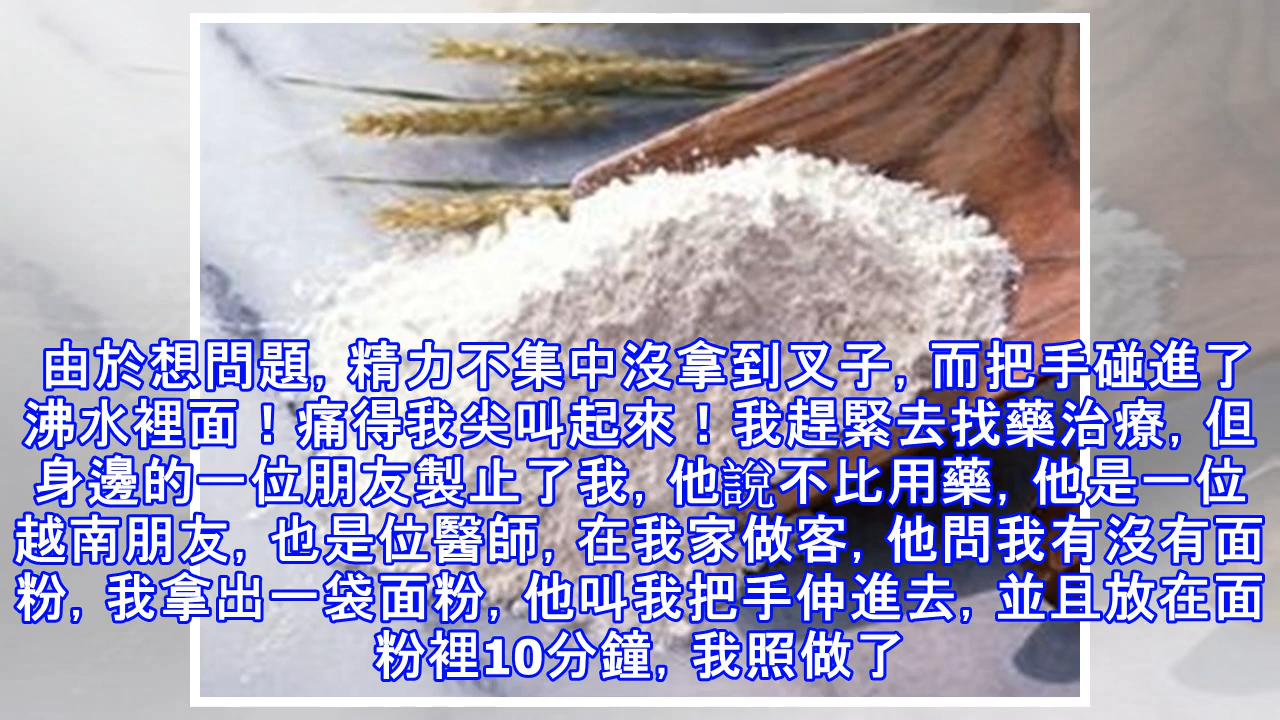 由於想問題, 精力不集中沒拿到叉子, 而把手碰進了
沸水裡面！痛得我尖叫起來！我趕緊去找藥治療, 但
身邊的一位朋友製止了我, 他說不比用藥, 他是一位
越南朋友, 也是位醫師, 在我家做客, 他問我有沒有面
粉, 我拿出一袋面粉, 他叫我把手伸進去, 並且放在面
粉裡10分鐘, 我照做了